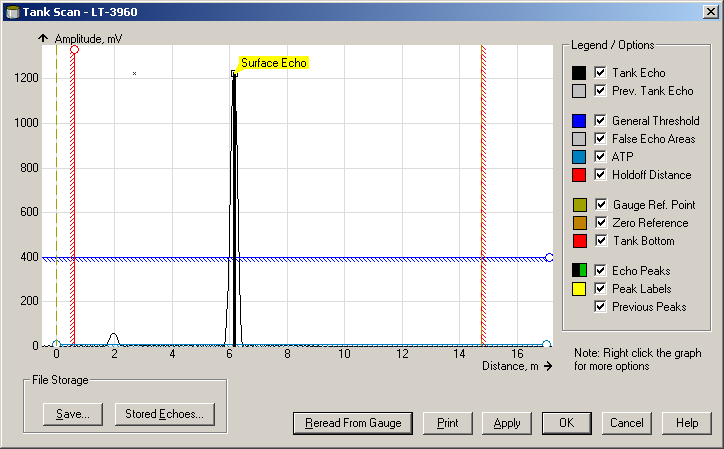 Tank Scan - LT-3960
Amplitude, mV
Legend / Options
Surface Echo
1200
1000
800
600
400
200
0
0 2 4 6 8 10 12 14 16
Distance, m
Tank Echo
Prev. Tank Echo
General Threshold
False Echo Areas
ATP
Holdoff Distance
Gauge Ref. Point
Zero Reference
Tank Bottom
Echo Peaks
Peak Labels
Previous Peaks
Note: Right click the graph
for more options
File Storage
Save...
Stored Echoes...
Reread From Gauge
Print
Apply
OK
Cancel
Help